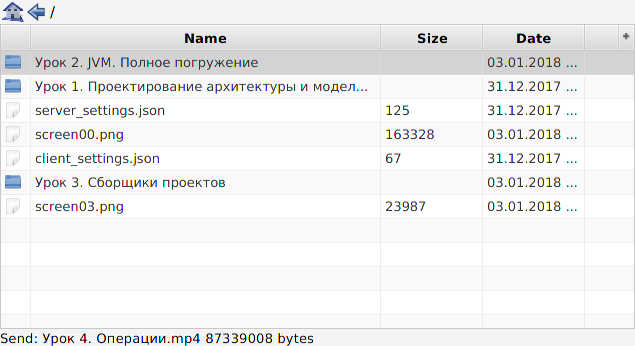 /
Name Size Date +
Урок 2. JVM. Полное погружение 03.01.2018 ...
Урок 1. Проектирование архитектуры и модел... 31.12.2017 ...
server_settings.json 125 31.12.2017 ...
screen00.png 163328 03.01.2018 ...
client_settings.json 67 31.12.2017 ...
Урок 3. Сборщики проектов 03.01.2018 ...
screen03.png 23987 03.01.2018 ...
Send: Урок 4. Операции.mp4 87339008 bytes